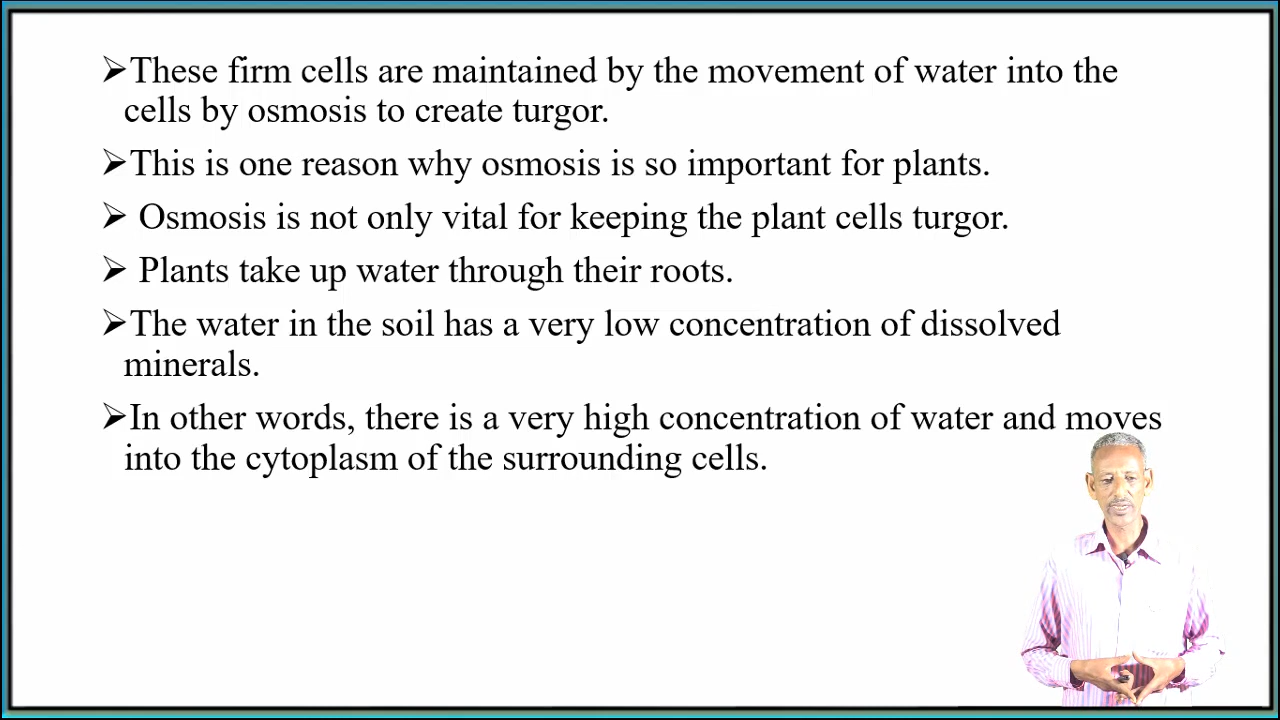 ➢These firm cells are maintained by the movement of water into the
cells by osmosis to create turgor.
➢This is one reason why osmosis is so important for plants.
➢ Osmosis is not only vital for keeping the plant cells turgor.
➢ Plants take up water through their roots.
➢The water in the soil has a very low concentration of dissolved
minerals.
➢In other words, there is a very high concentration of water and moves
into the cytoplasm of the surrounding cells.